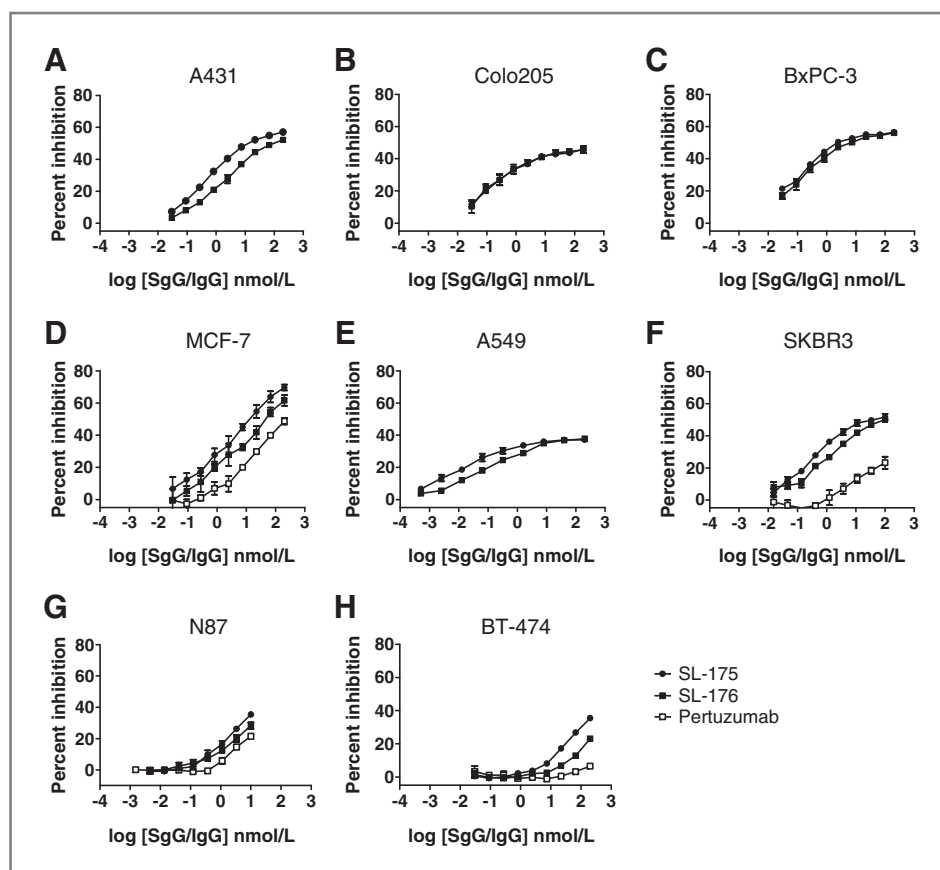 A
A431
Percent inhibition
80
60
40
20
0
-4 -3 -2 -1 0 1 2 3
log [SgG/IgG] nmol/L
B
Colo205
Percent inhibition
80
60
40
20
0
-4 -3 -2 -1 0 1 2 3
log [SgG/IgG] nmol/L
C
BxPC-3
Percent inhibition
80
60
40
20
0
-4 -3 -2 -1 0 1 2 3
log [SgG/IgG] nmol/L
D
MCF-7
Percent inhibition
80
60
40
20
0
-4 -3 -2 -1 0 1 2 3
log [SgG/IgG] nmol/L
E
A549
Percent inhibition
80
60
40
20
0
-4 -3 -2 -1 0 1 2 3
log [SgG/IgG] nmol/L
F
SKBR3
Percent inhibition
80
60
40
20
0
-4 -3 -2 -1 0 1 2 3
log [SgG/IgG] nmol/L
G
N87
Percent inhibition
80
60
40
20
0
-4 -3 -2 -1 0 1 2 3
log [SgG/IgG] nmol/L
H
BT-474
Percent inhibition
80
60
40
20
0
-4 -3 -2 -1 0 1 2 3
log [SgG/IgG] nmol/L
SL-175
SL-176
Pertuzumab